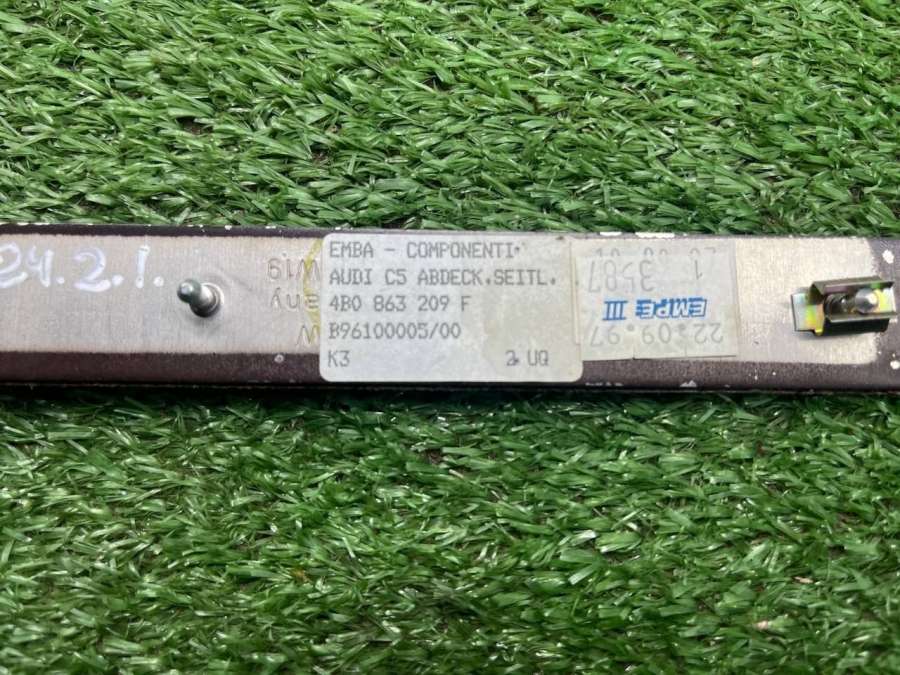 24.2.1.
EMBA - COMPONENTI
AUDI C5 ABDECK.SEITL.
4B0 863 209 F
B96100005/00
K3 2 UQ
1 3587
EMPE III
22.09.97